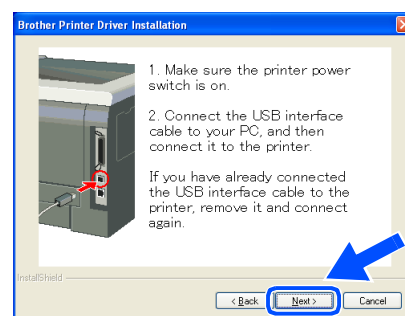 Brother Printer Driver Installation
1. Make sure the printer power
switch is on.
2. Connect the USB interface
cable to your PC, and then
connect it to the printer.
If you have already connected
the USB interface cable to the
printer, remove it and connect
again.
InstallShield
< Back
Next >
Cancel